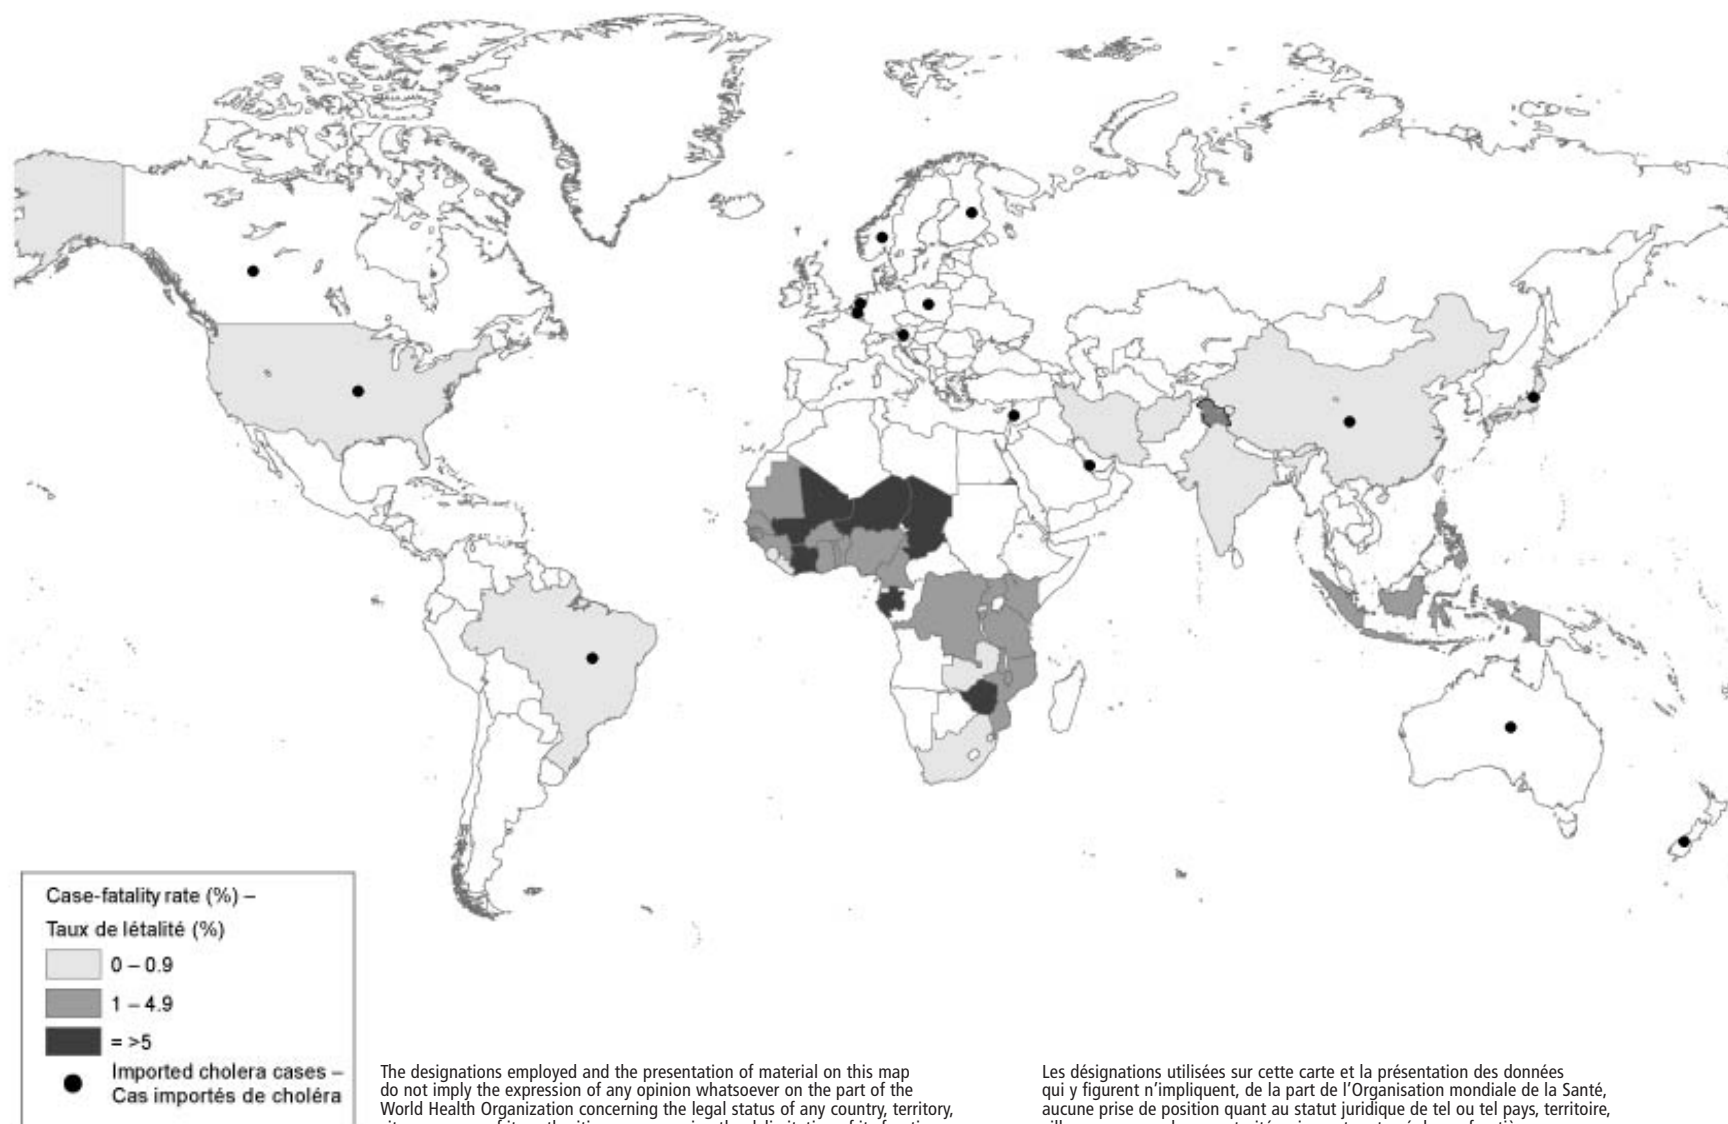 Case-fatality rate (%) –
Taux de létalité (%)
0 – 0.9
1 – 4.9
= >5
Imported cholera cases –
Cas importés de choléra
The designations employed and the presentation of material on this map
do not imply the expression of any opinion whatsoever on the part of the
World Health Organization concerning the legal status of any country, territory,
Les désignations utilisées sur cette carte et la présentation des données
qui y figurent n’impliquent, de la part de l’Organisation mondiale de la Santé,
aucune prise de position quant au statut juridique de tel ou tel pays, territoire,